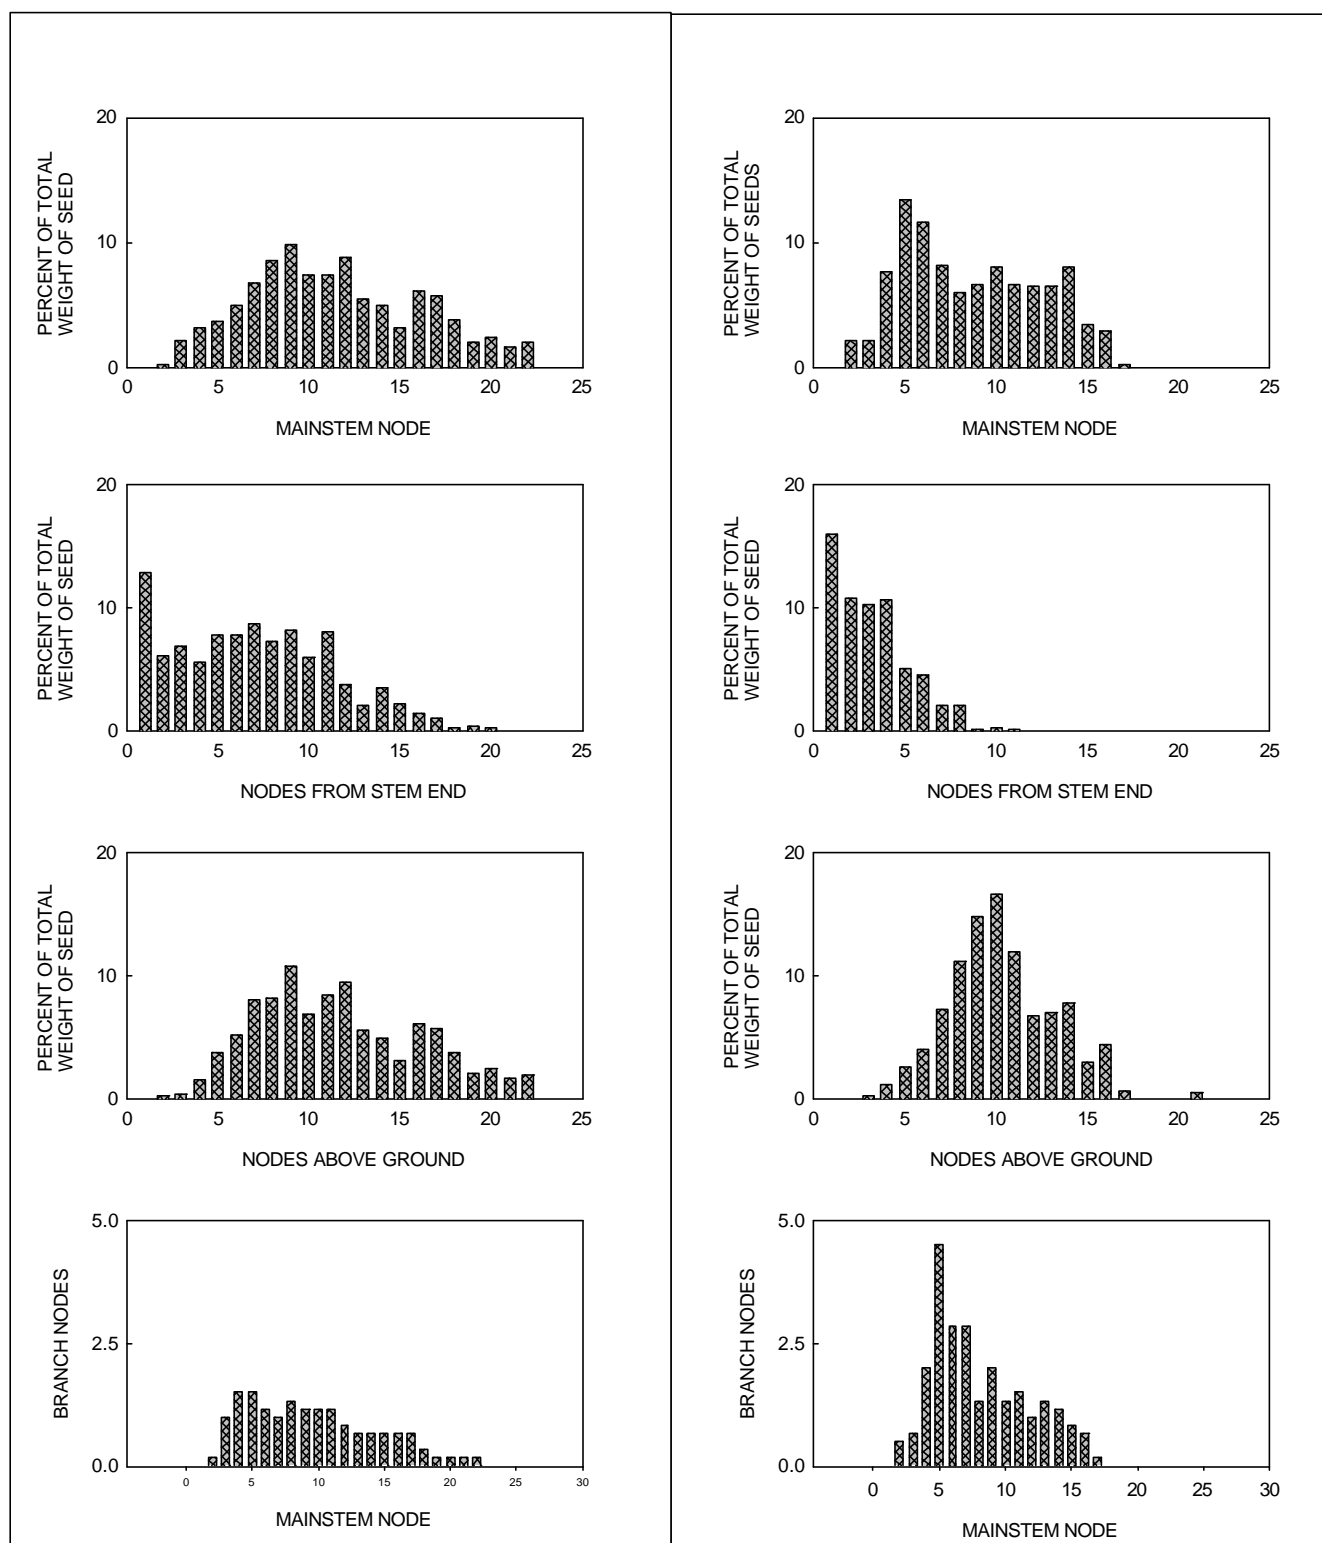 20
10
0
PERCENT OF TOTAL
WEIGHT OF SEED
0 5 10 15 20 25
MAINSTEM NODE
20
10
0
PERCENT OF TOTAL
WEIGHT OF SEED
0 5 10 15 20 25
NODES FROM STEM END
20
10
0
PERCENT OF TOTAL
WEIGHT OF SEED
0 5 10 15 20 25
NODES ABOVE GROUND
5.0
2.5
0.0
BRANCH NODES
0 5 10 15 20 25 30
MAINSTEM NODE
20
10
0
PERCENT OF TOTAL
WEIGHT OF SEEDS
0 5 10 15 20 25
MAINSTEM NODE
20
10
0
PERCENT OF TOTAL
WEIGHT OF SEED
0 5 10 15 20 25
NODES FROM STEM END
20
10
0
PERCENT OF TOTAL
WEIGHT OF SEED
0 5 10 15 20 25
NODES ABOVE GROUND
5.0
2.5
0.0
BRANCH NODES
0 5 10 15 20 25 30
MAINSTEM NODE